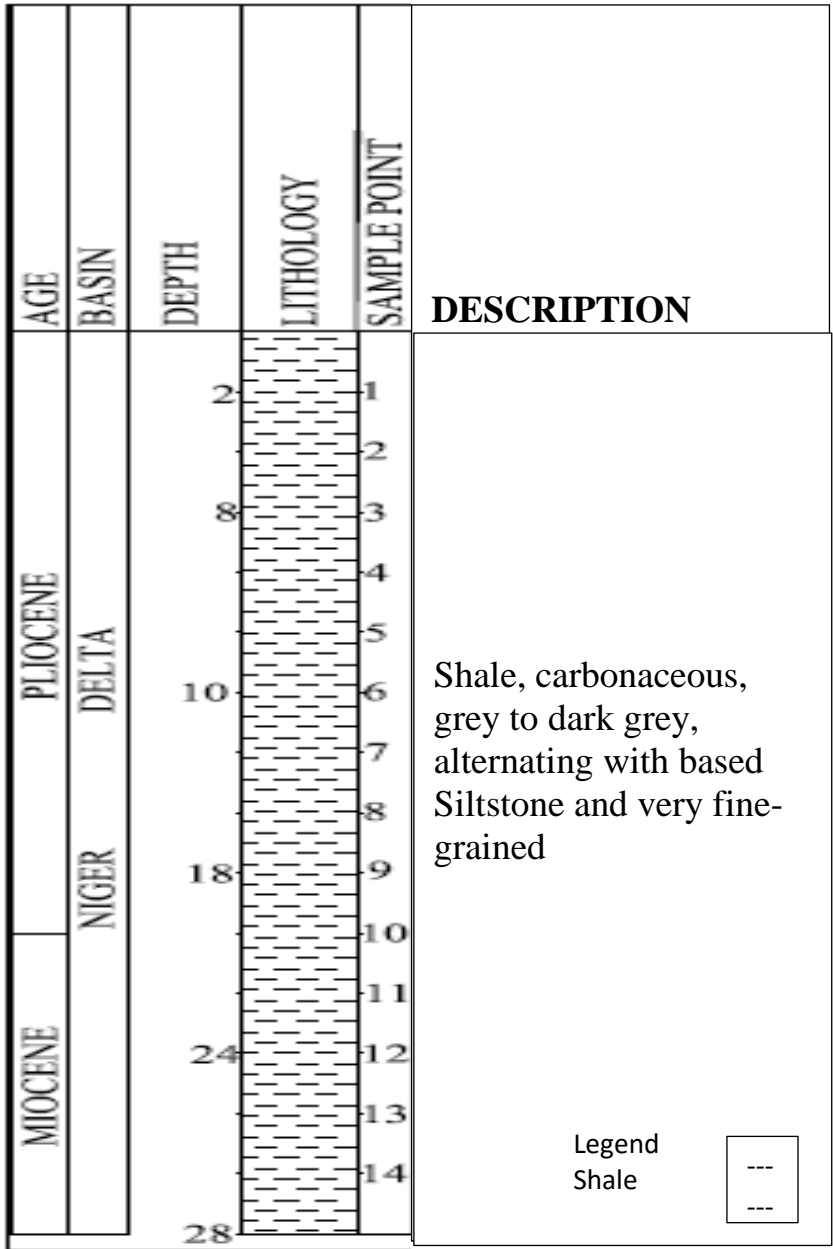 AGE
BASIN
DEPTH
LITHOLOGY
SAMPLE POINT
DESCRIPTION
PLIOCENE
MIOCENE
NIGER DELTA
2
8
10
18
24
28
1
2
3
4
5
6
7
8
9
10
11
12
13
14
Shale, carbonaceous,
grey to dark grey,
alternating with based
Siltstone and very fine-
grained
Legend
Shale
---
---